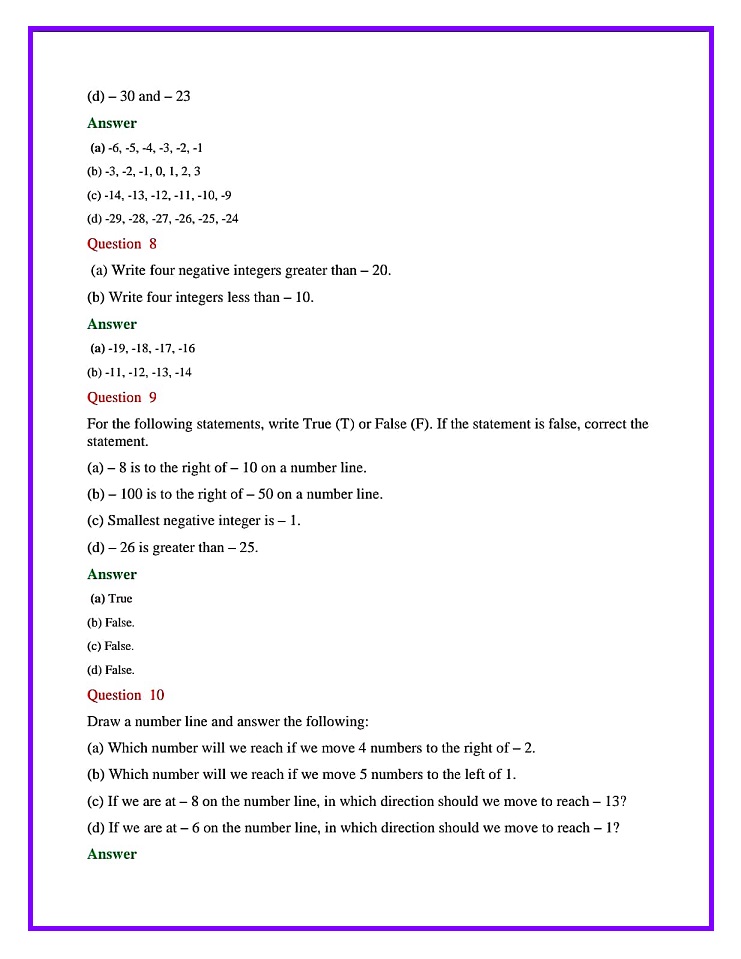 (d) – 30 and – 23
Answer
(a) -6, -5, -4, -3, -2, -1
(b) -3, -2, -1, 0, 1, 2, 3
(c) -14, -13, -12, -11, -10, -9
(d) -29, -28, -27, -26, -25, -24
Question 8
(a) Write four negative integers greater than – 20.
(b) Write four integers less than – 10.
Answer
(a) -19, -18, -17, -16
(b) -11, -12, -13, -14
Question 9
For the following statements, write True (T) or False (F). If the statement is false, correct the
statement.
(a) – 8 is to the right of – 10 on a number line.
(b) – 100 is to the right of – 50 on a number line.
(c) Smallest negative integer is – 1.
(d) – 26 is greater than – 25.
Answer
(a) True
(b) False.
(c) False.
(d) False.
Question 10
Draw a number line and answer the following:
(a) Which number will we reach if we move 4 numbers to the right of – 2.
(b) Which number will we reach if we move 5 numbers to the left of 1.
(c) If we are at – 8 on the number line, in which direction should we move to reach – 13?
(d) If we are at – 6 on the number line, in which direction should we move to reach – 1?
Answer